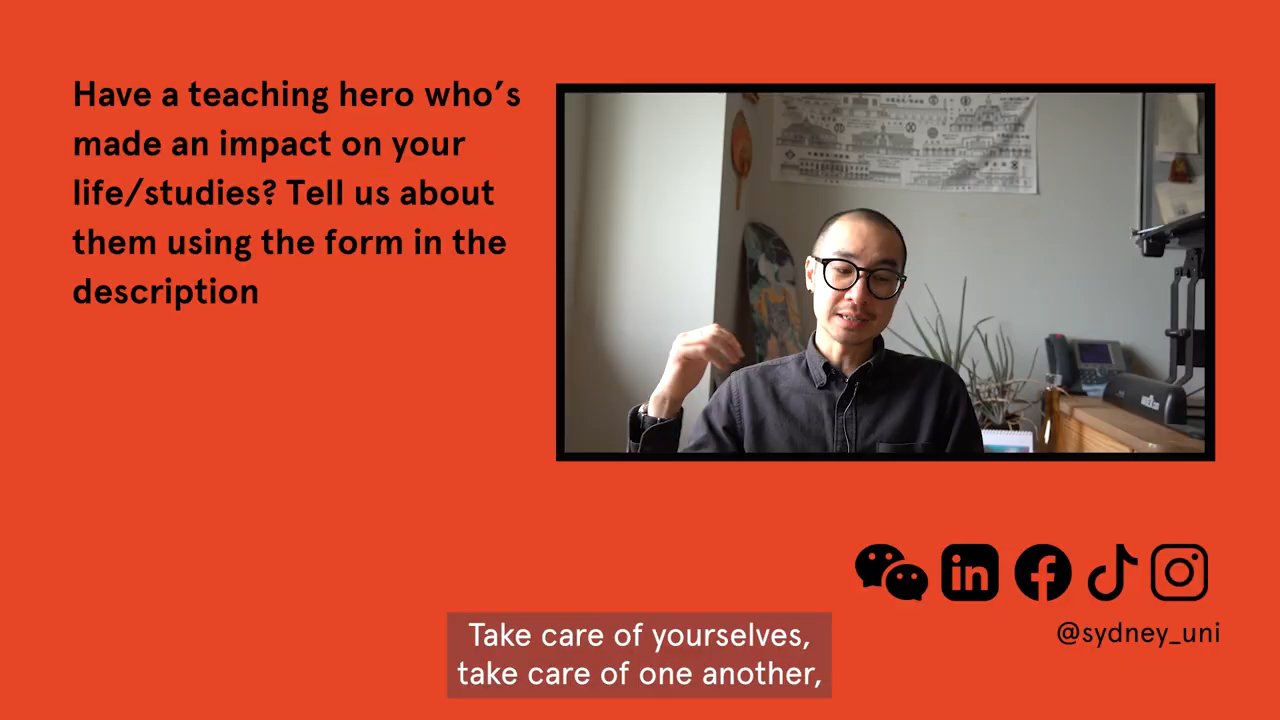 Have a teaching hero who's
made an impact on your
life/studies? Tell us about
them using the form in the
description
in
@sydney_uni
Take care of yourselves,
take care of one another,